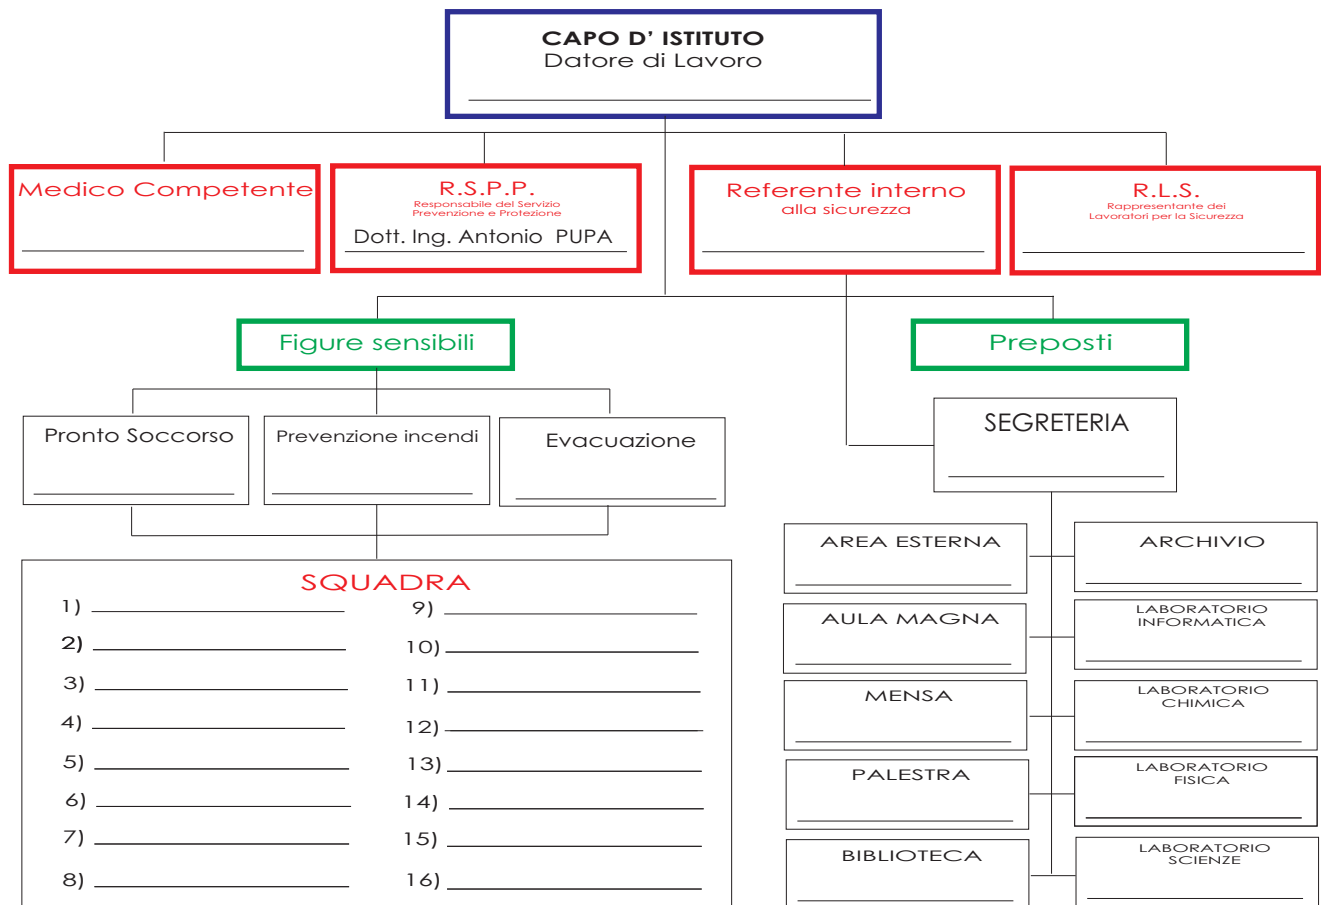 CAPO D' ISTITUTO
Datore di Lavoro
Medico Competente
R.S.P.P.
Responsabile del Servizio
Prevenzione e Protezione
Dott. Ing. Antonio PUPA
Referente interno
alla sicurezza
R.L.S.
Rappresentante dei
Lavoratori per la Sicurezza
Figure sensibili
Preposti
Pronto Soccorso
Prevenzione incendi
Evacuazione
SEGRETERIA
SQUADRA
1)
2)
3)
4)
5)
6)
7)
8)
9)
10)
11)
12)
13)
14)
15)
16)
AREA ESTERNA
AULA MAGNA
MENSA
PALESTRA
BIBLIOTECA
ARCHIVIO
LABORATORIO
INFORMATICA
LABORATORIO
CHIMICA
LABORATORIO
FISICA
LABORATORIO
SCIENZE